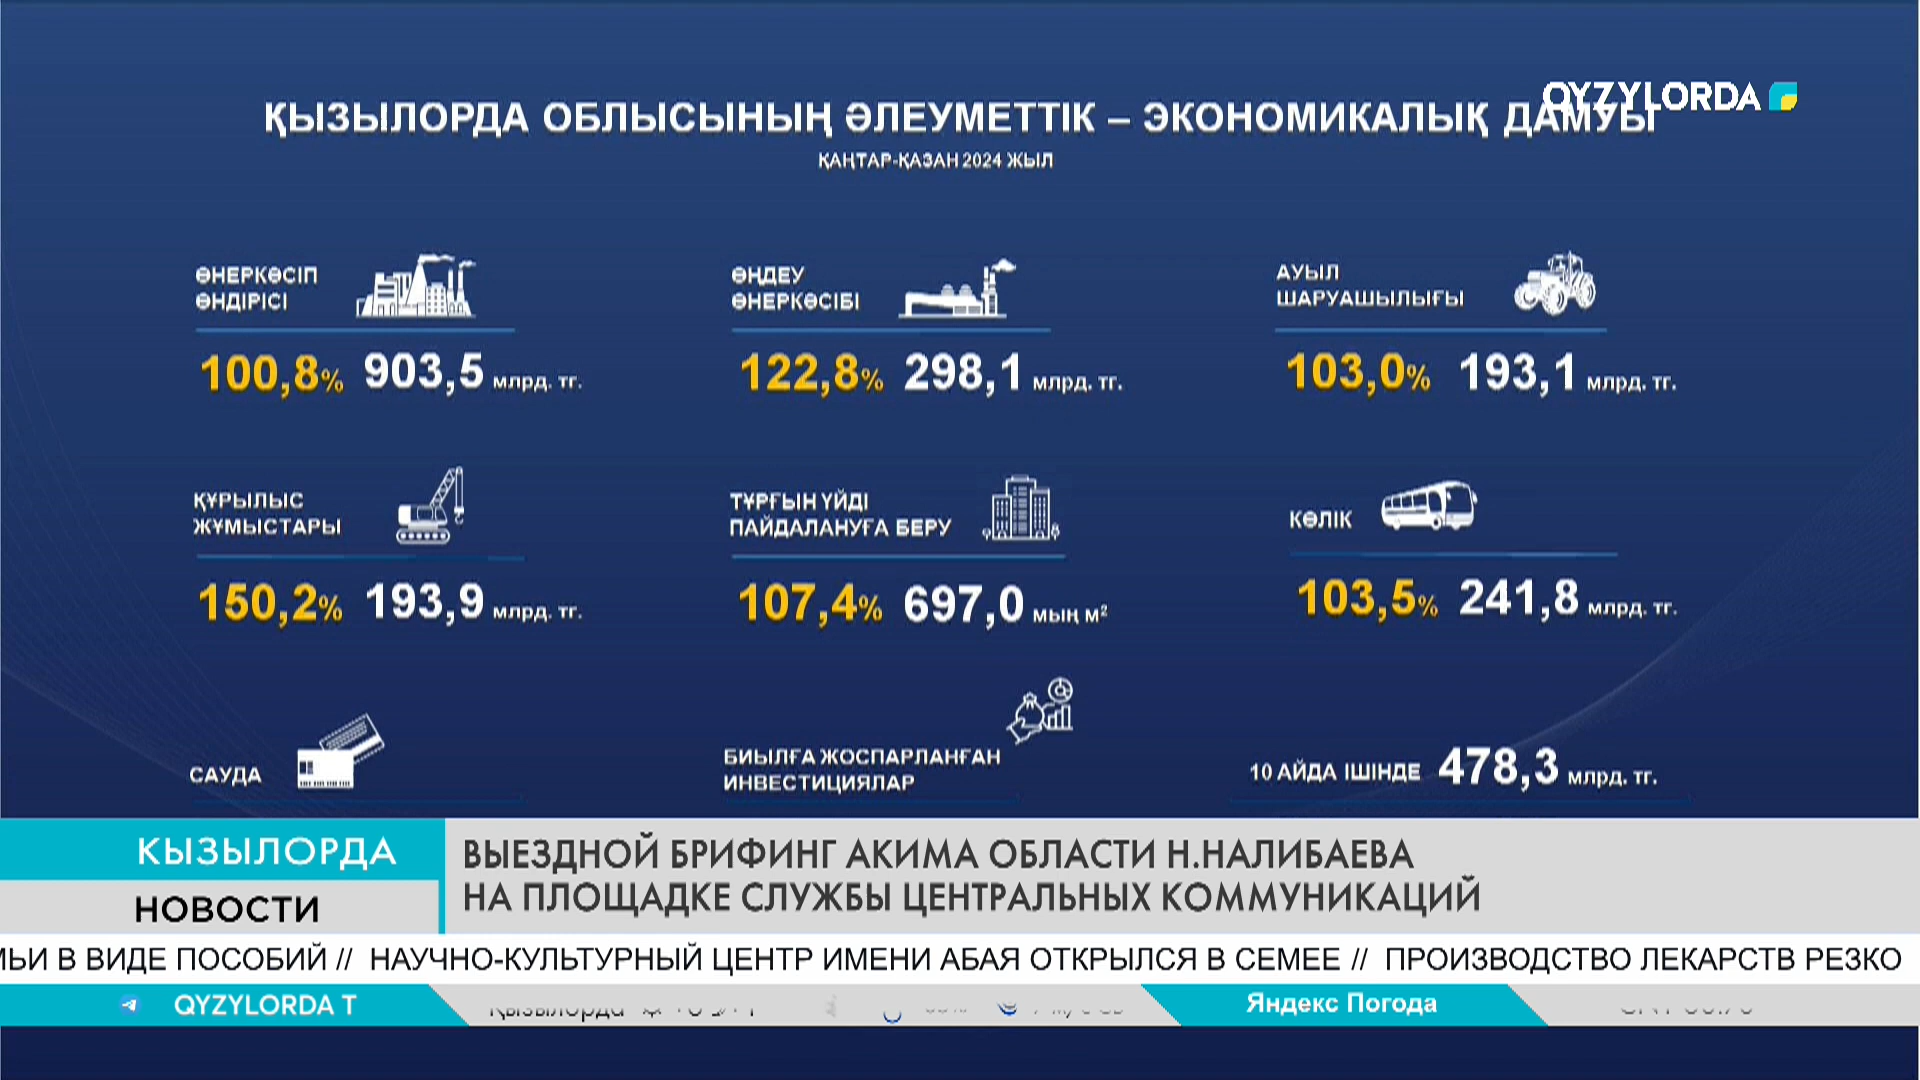 QYZYLORDA
ҚЫЗЫЛОРДА ОБЛЫСЫНЫҢ ӘЛЕУМЕТТІК – ЭКОНОМИКАЛЫҚ ДАМУЫ
ҚАҢТАР-ҚАЗАН 2024 ЖЫЛ
ӨНЕРКӘСІП
ӨНДІРІСІ
100,8% 903,5 млрд. тг.
ӨҢДЕУ
ӨНЕРКӘСІБІ
122,8% 298,1 млрд. тг.
АУЫЛ
ШАРУАШЫЛЫҒЫ
103,0% 193,1 млрд. тг.
ҚҰРЫЛЫС
ЖҰМЫСТАРЫ
150,2% 193,9 млрд. тг.
ТҰРҒЫН ҮЙДІ
ПАЙДАЛАНУҒА БЕРУ
107,4% 697,0 мың м²
КӨЛІК
103,5% 241,8 млрд. тг.
САУДА
БИЫЛҒА ЖОСПАРЛАНҒАН
ИНВЕСТИЦИЯЛАР
10 АЙДА ІШІНДЕ 478,3 млрд. тг.
КЫЗЫЛОРДА
НОВОСТИ
ВЫЕЗДНОЙ БРИФИНГ АКИМА ОБЛАСТИ Н.НАЛИБАЕВА
НА ПЛОЩАДКЕ СЛУЖБЫ ЦЕНТРАЛЬНЫХ КОММУНИКАЦИЙ
МЬИ В ВИДЕ ПОСОБИЙ // НАУЧНО-КУЛЬТУРНЫЙ ЦЕНТР ИМЕНИ АБАЯ ОТКРЫЛСЯ В СЕМЕЕ // ПРОИЗВОДСТВО ЛЕКАРСТВ РЕЗКО
QYZYLORDA T
Қызылорда
Яндекс Погода